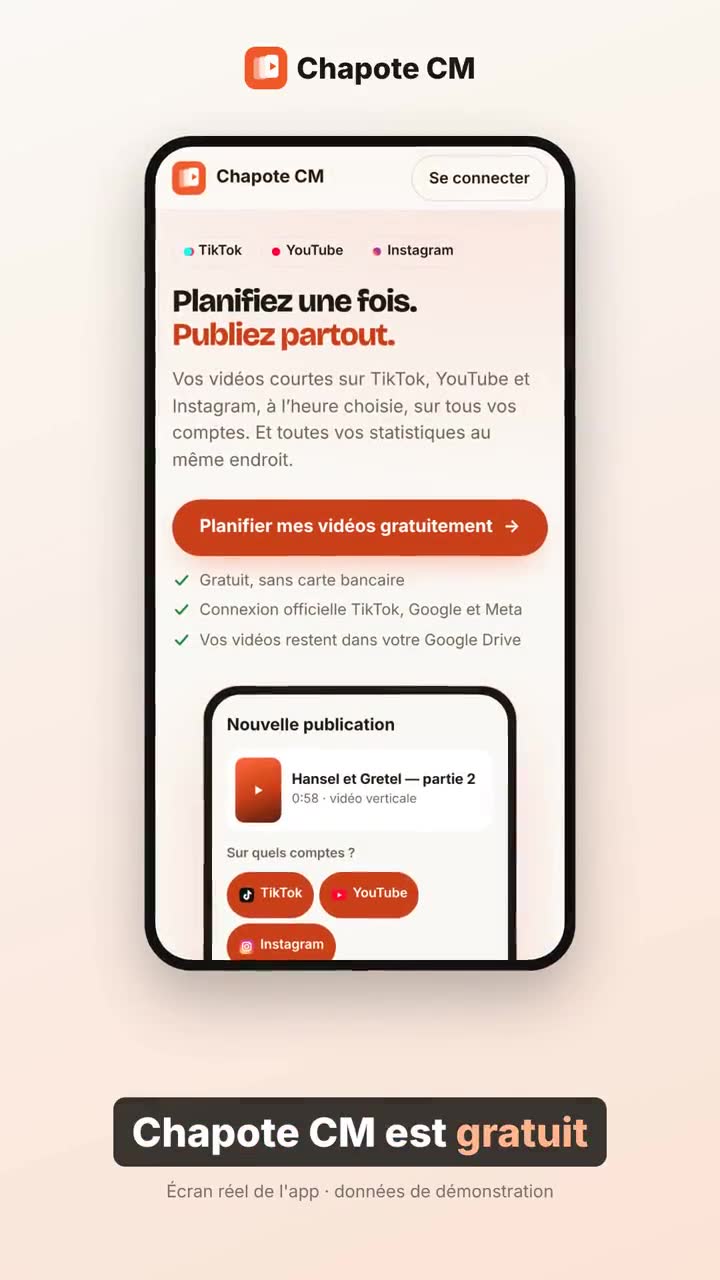 Chapote CM
Chapote CM
Se connecter
TikTok
YouTube
Instagram
Planifiez une fois.
Publiez partout.
Vos vidéos courtes sur TikTok, YouTube et
Instagram, à l’heure choisie, sur tous vos
comptes. Et toutes vos statistiques au
même endroit.
Planifier mes vidéos gratuitement →
Gratuit, sans carte bancaire
Connexion officielle TikTok, Google et Meta
Vos vidéos restent dans votre Google Drive
Nouvelle publication
Hansel et Gretel — partie 2
0:58 · vidéo verticale
Sur quels comptes ?
TikTok
YouTube
Instagram
Chapote CM est gratuit
Écran réel de l'app · données de démonstration